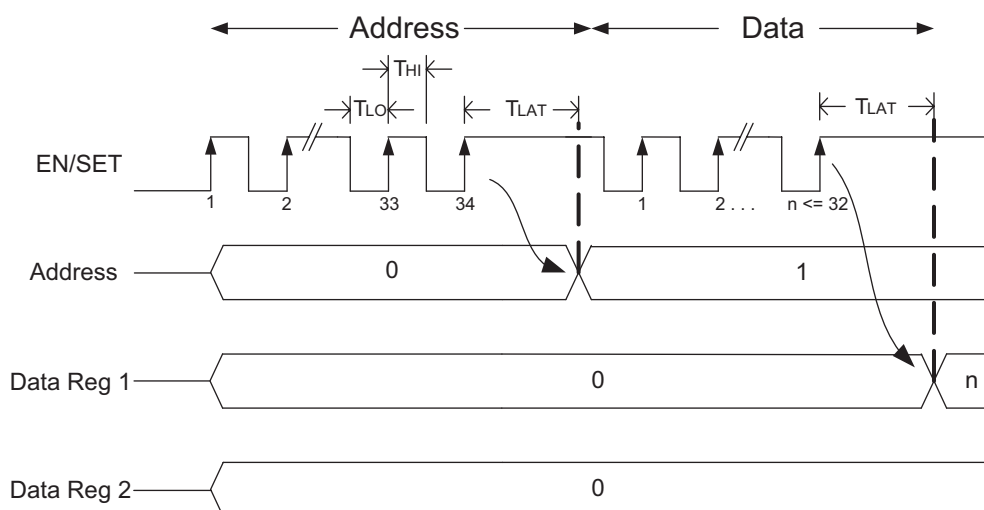 Address
Data
THI
TLO
TLAT
TLAT
EN/SET
1
2
33
34
1
2 . . .
n <= 32
Address
0
1
Data Reg 1
0
n
Data Reg 2
0